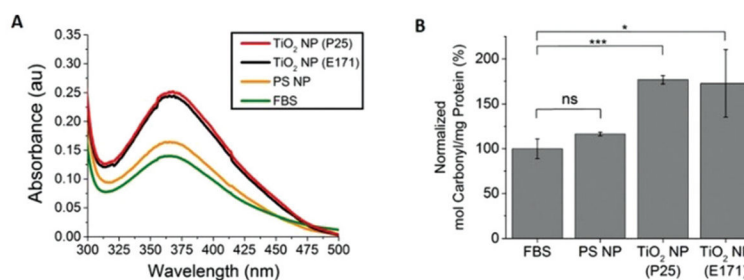 A
Absorbance (au)
0.35
0.30
0.25
0.20
0.15
0.10
0.05
0.00
TiO₂ NP (P25)
TiO₂ NP (E171)
PS NP
FBS
300 325 350 375 400 425 450 475 500
Wavelength (nm)
B
Normalized
mol Carbonyl/mg Protein (%)
200
150
100
50
0
*
***
ns
FBS PS NP TiO₂ NP TiO₂ NP
(P25) (E171)